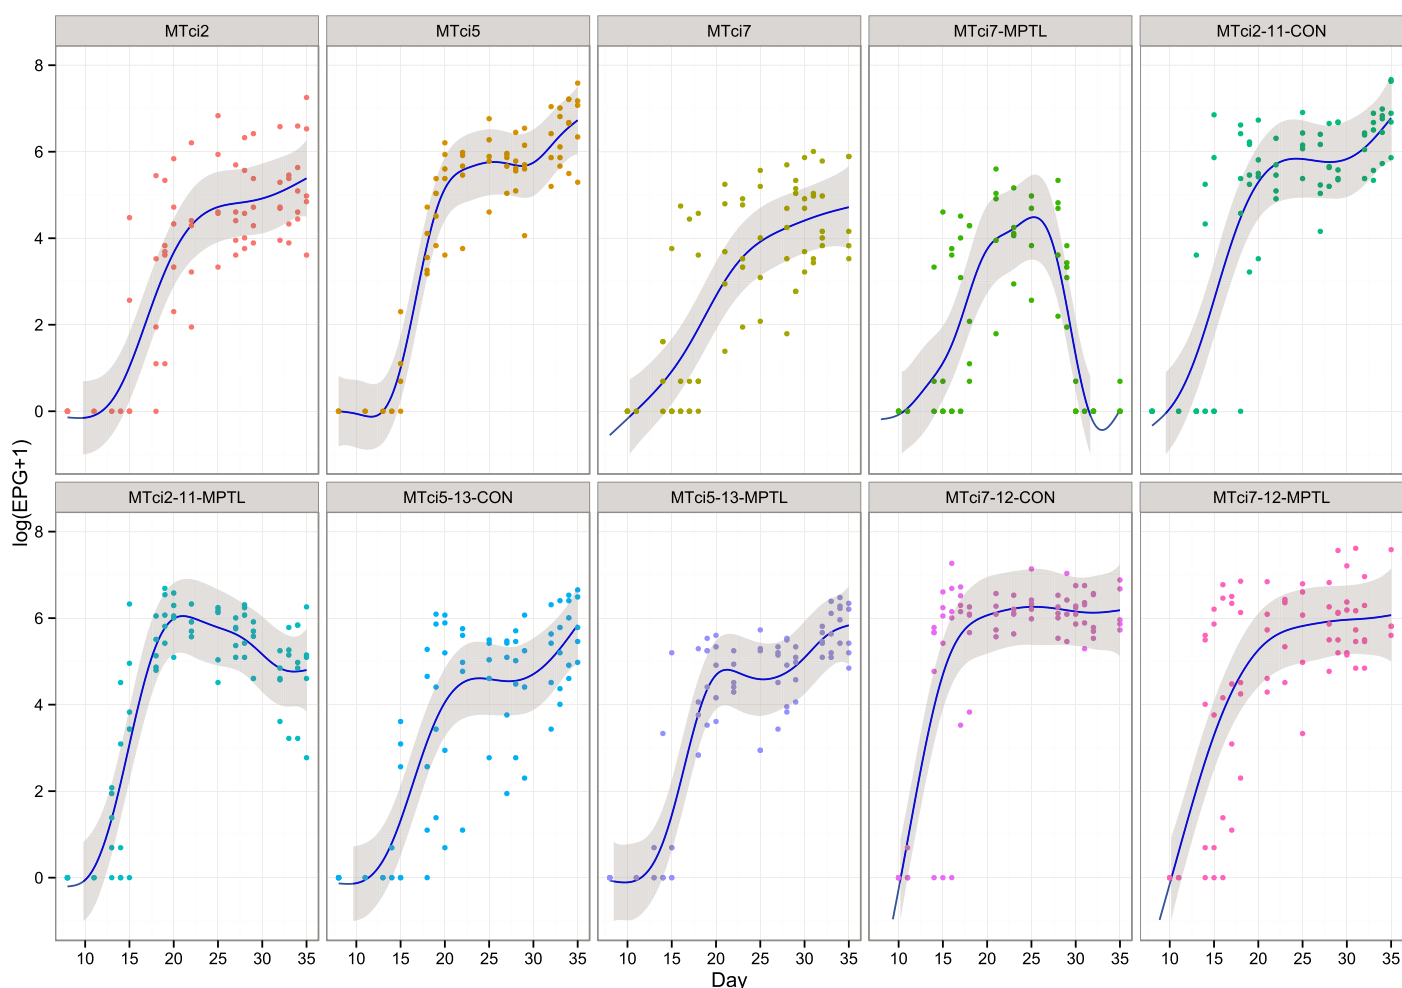 MTci2 MTci5 MTci7 MTci7-MPTL MTci2-11-CON
8
6
4
2
0
log(EPG+1)
MTci2-11-MPTL MTci5-13-CON MTci5-13-MPTL MTci7-12-CON MTci7-12-MPTL
8
6
4
2
0
10 15 20 25 30 35 10 15 20 25 30 35 10 15 20 25 30 35 10 15 20 25 30 35 10 15 20 25 30 35
Day